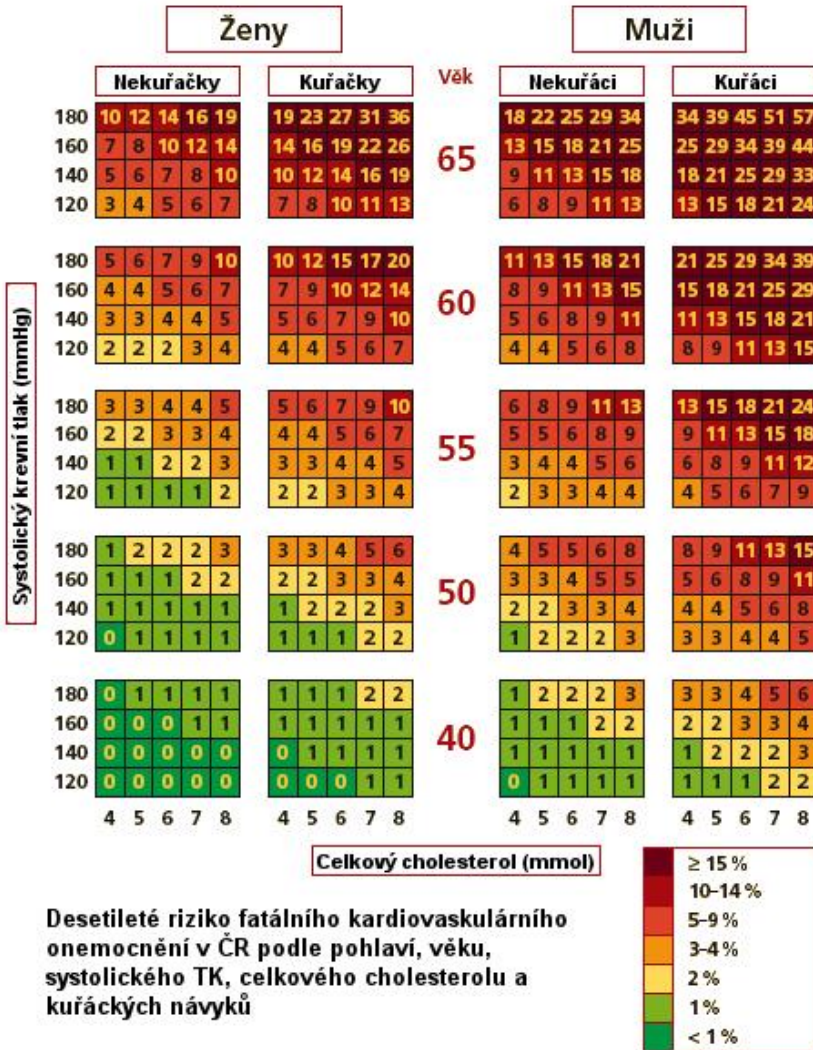 Ženy Muži
Nekuřačky Kuřačky Věk Nekuřáci Kuřáci
180 10 12 14 16 19 19 23 27 31 36 18 22 25 29 34 34 39 45 51 57
160 7 8 10 12 14 14 16 19 22 26 65 13 15 18 21 25 25 29 34 39 44
140 5 6 7 8 10 10 12 14 16 19 9 11 13 15 18 18 21 25 29 33
120 3 4 5 6 7 7 8 10 11 13 6 8 9 11 13 13 15 18 21 24
180 5 6 7 9 10 10 12 15 17 20 11 13 15 18 21 21 25 29 34 39
160 4 4 5 6 7 7 9 10 12 14 60 8 9 11 13 15 15 18 21 25 29
140 3 3 4 4 5 5 6 7 9 10 5 6 8 9 11 11 13 15 18 21
120 2 2 2 3 4 4 4 5 6 7 4 4 5 6 8 8 9 11 13 15
Systolický krevní tlak (mmHg)
180 3 3 4 4 5 5 6 7 9 10 6 8 9 11 13 13 15 18 21 24
160 2 2 3 3 4 4 4 5 6 7 55 5 5 6 8 9 9 11 13 15 18
140 1 1 2 2 3 3 3 4 4 5 3 4 4 5 6 6 8 9 11 12
120 1 1 1 1 2 2 2 3 3 4 2 3 3 4 4 4 5 6 7 9
180 1 2 2 2 3 3 3 4 5 6 4 5 5 6 8 8 9 11 13 15
160 1 1 1 2 2 2 2 3 3 4 50 3 3 4 5 5 5 6 8 9 11
140 1 1 1 1 1 1 2 2 2 3 2 2 3 3 4 4 4 5 6 8
120 0 1 1 1 1 1 1 1 2 2 1 2 2 2 3 3 3 4 4 5
180 0 1 1 1 1 1 1 1 2 2 1 2 2 2 3 3 3 4 5 6
160 0 0 0 1 1 1 1 1 1 1 40 1 1 1 2 2 2 2 3 3 4
140 0 0 0 0 0 0 1 1 1 1 1 1 1 1 1 1 2 2 2 3
120 0 0 0 0 0 0 0 0 1 1 0 1 1 1 1 1 1 1 2 2
4 5 6 7 8 4 5 6 7 8 4 5 6 7 8 4 5 6 7 8
Celkový cholesterol (mmol)
≥ 15 %
10–14 %
5–9 %
3–4 %
2 %
1 %
< 1 %
Desetileté riziko fatálního kardiovaskulárního
onemocnění v ČR podle pohlaví, věku,
systolického TK, celkového cholesterolu a
kuřáckých návyků